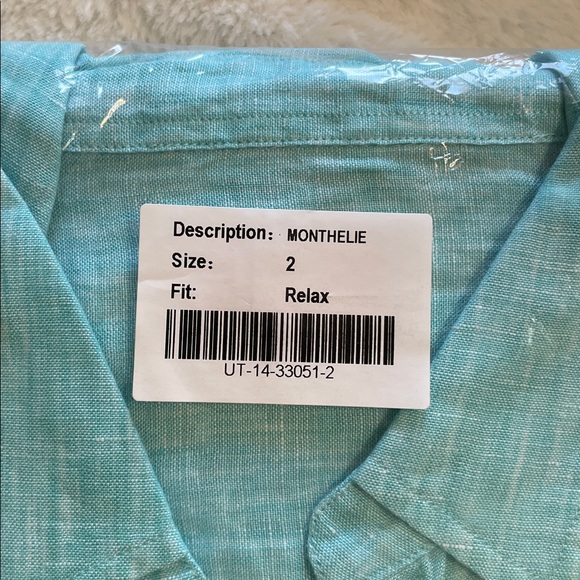 Description: MONTHELIE
Size: 2
Fit: Relax
UT-14-33051-2